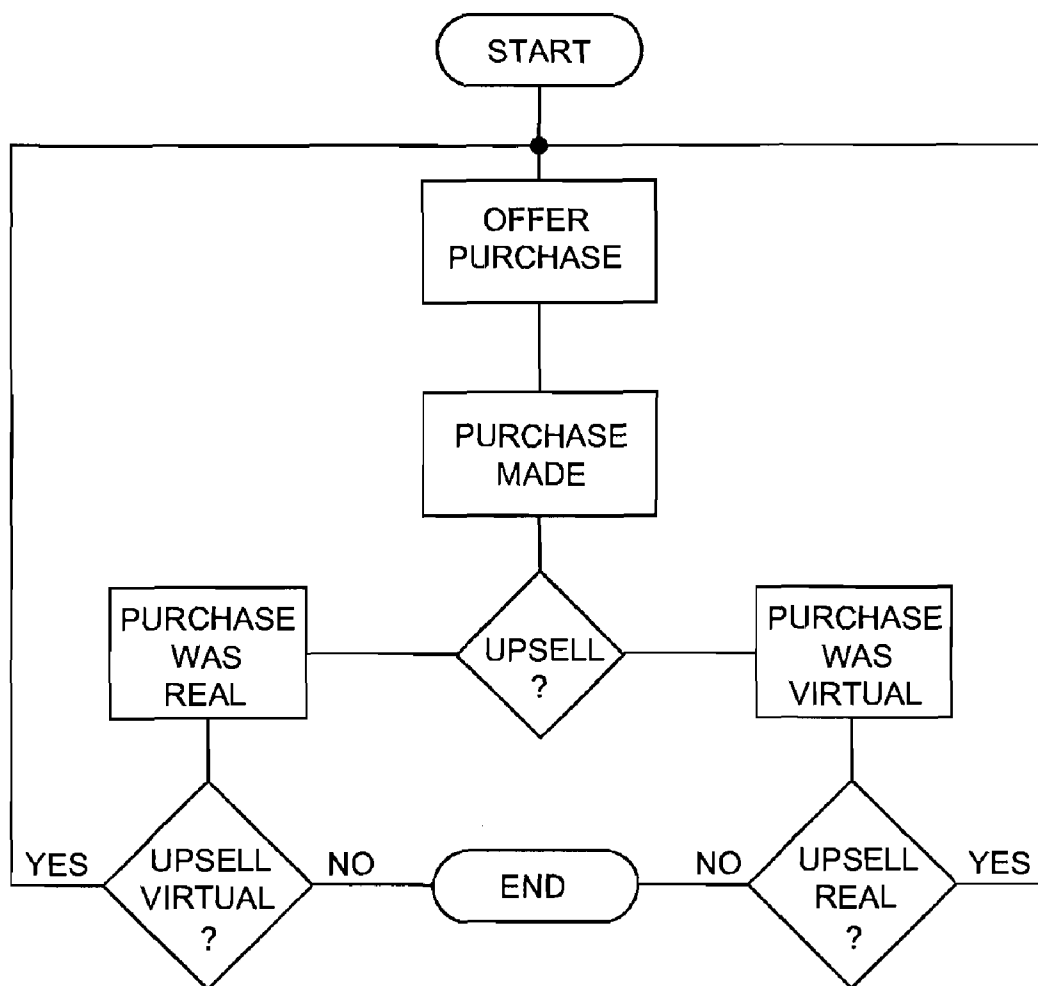 START
OFFER
PURCHASE
PURCHASE
MADE
PURCHASE
WAS
REAL
UPSELL
?
PURCHASE
WAS
VIRTUAL
YES
UPSELL
VIRTUAL
?
NO
END
NO
UPSELL
REAL
?
YES